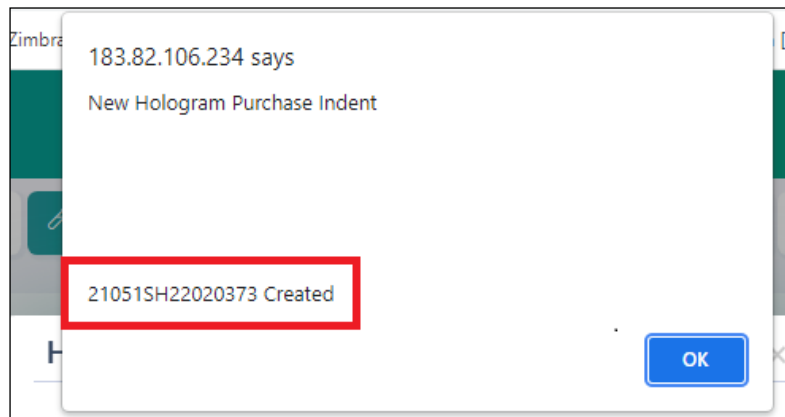 Zimbra
183.82.106.234 says
New Hologram Purchase Indent
21051SH22020373 Created
OK